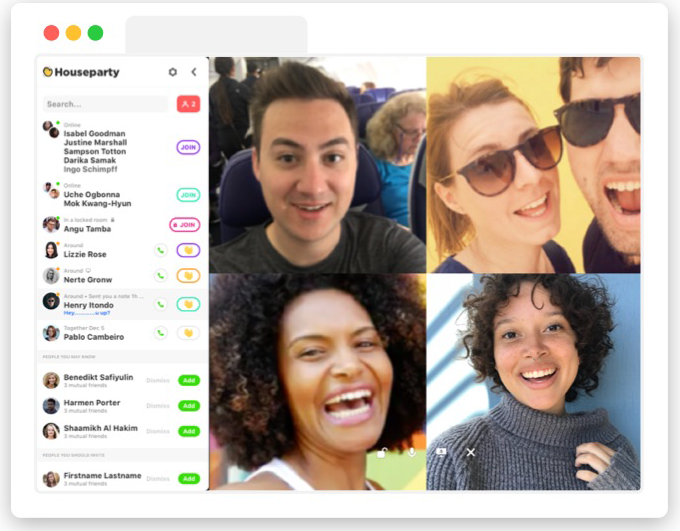 Houseparty
Search...
2
Online
Isabel Goodman
Justine Marshall
Sampson Totton
Darika Samak
Ingo Schimpff
JOIN
Online
Uche Ogbonna
Mok Kwang-Hyun
JOIN
In a locked room
Angu Tamba
JOIN
Around
Lizzie Rose
Around
Nerte Gronw
Around • Sent you a note 1h ...
Henry Itondo
Hey............u up?
Together Dec 5
Pablo Cambeiro
PEOPLE YOU MAY KNOW
Benedikt Safiyulin
3 mutual friends
Dismiss
Add
Harmen Porter
3 mutual friends
Dismiss
Add
Shaamikh Al Hakim
3 mutual friends
Dismiss
Add
PEOPLE YOU SHOULD INVITE
Firstname Lastname
3 mutual friends
Dismiss
Add